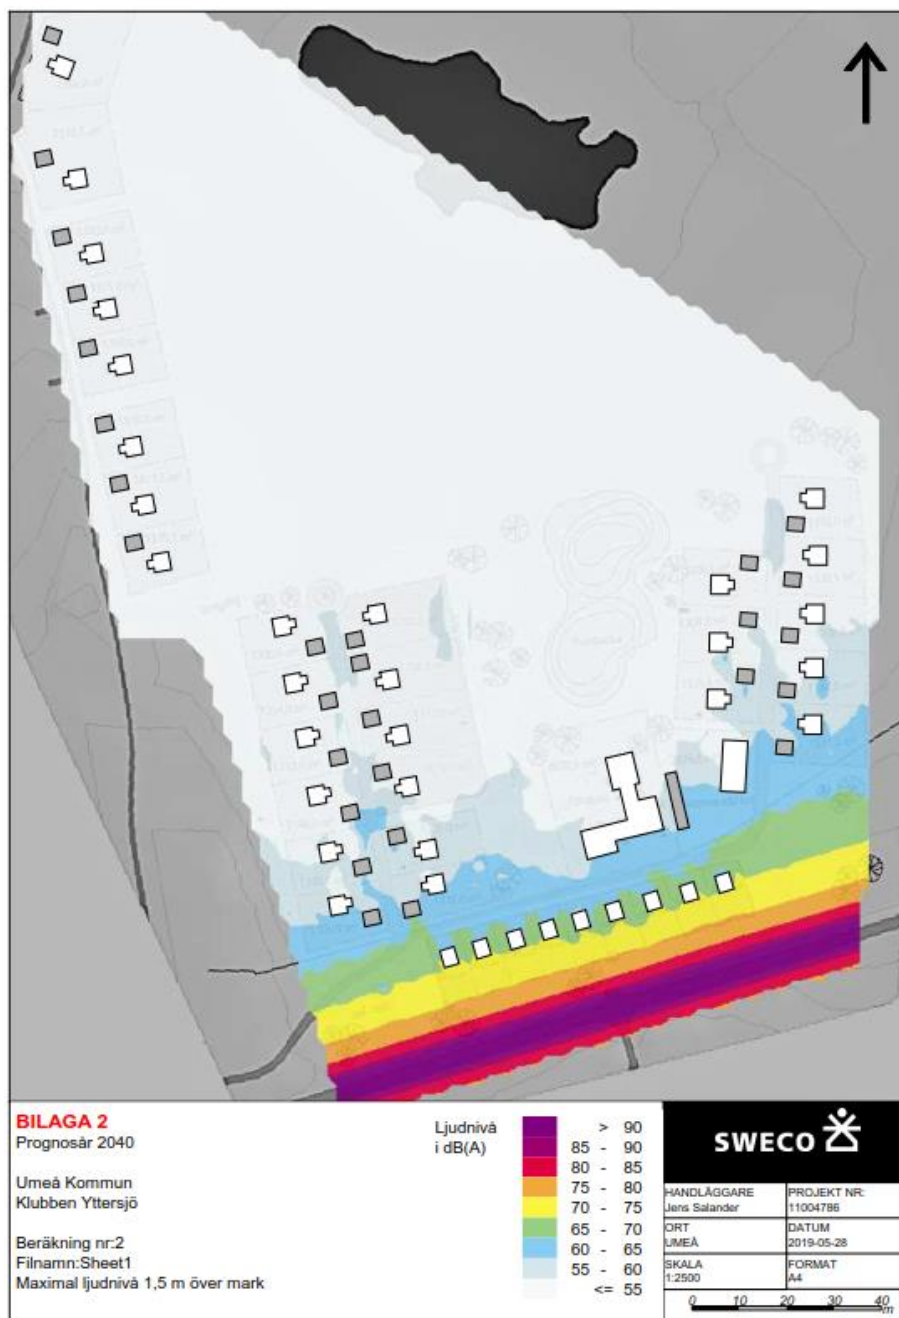 BILAGA 2
Prognosår 2040
Umeå Kommun
Klubben Yttersjö
Beräkning nr:2
Filnamn:Sheet1
Maximal ljudnivå 1,5 m över mark
Ljudnivå
i dB(A)
> 90
85 - 90
80 - 85
75 - 80
70 - 75
65 - 70
60 - 65
55 - 60
<= 55
SWECO
HANDLÄGGARE
Jens Salander
PROJEKT NR:
11004786
ORT
UMEÅ
DATUM
2019-05-28
SKALA
1:2500
FORMAT
A4
0 10 20 30 40
m